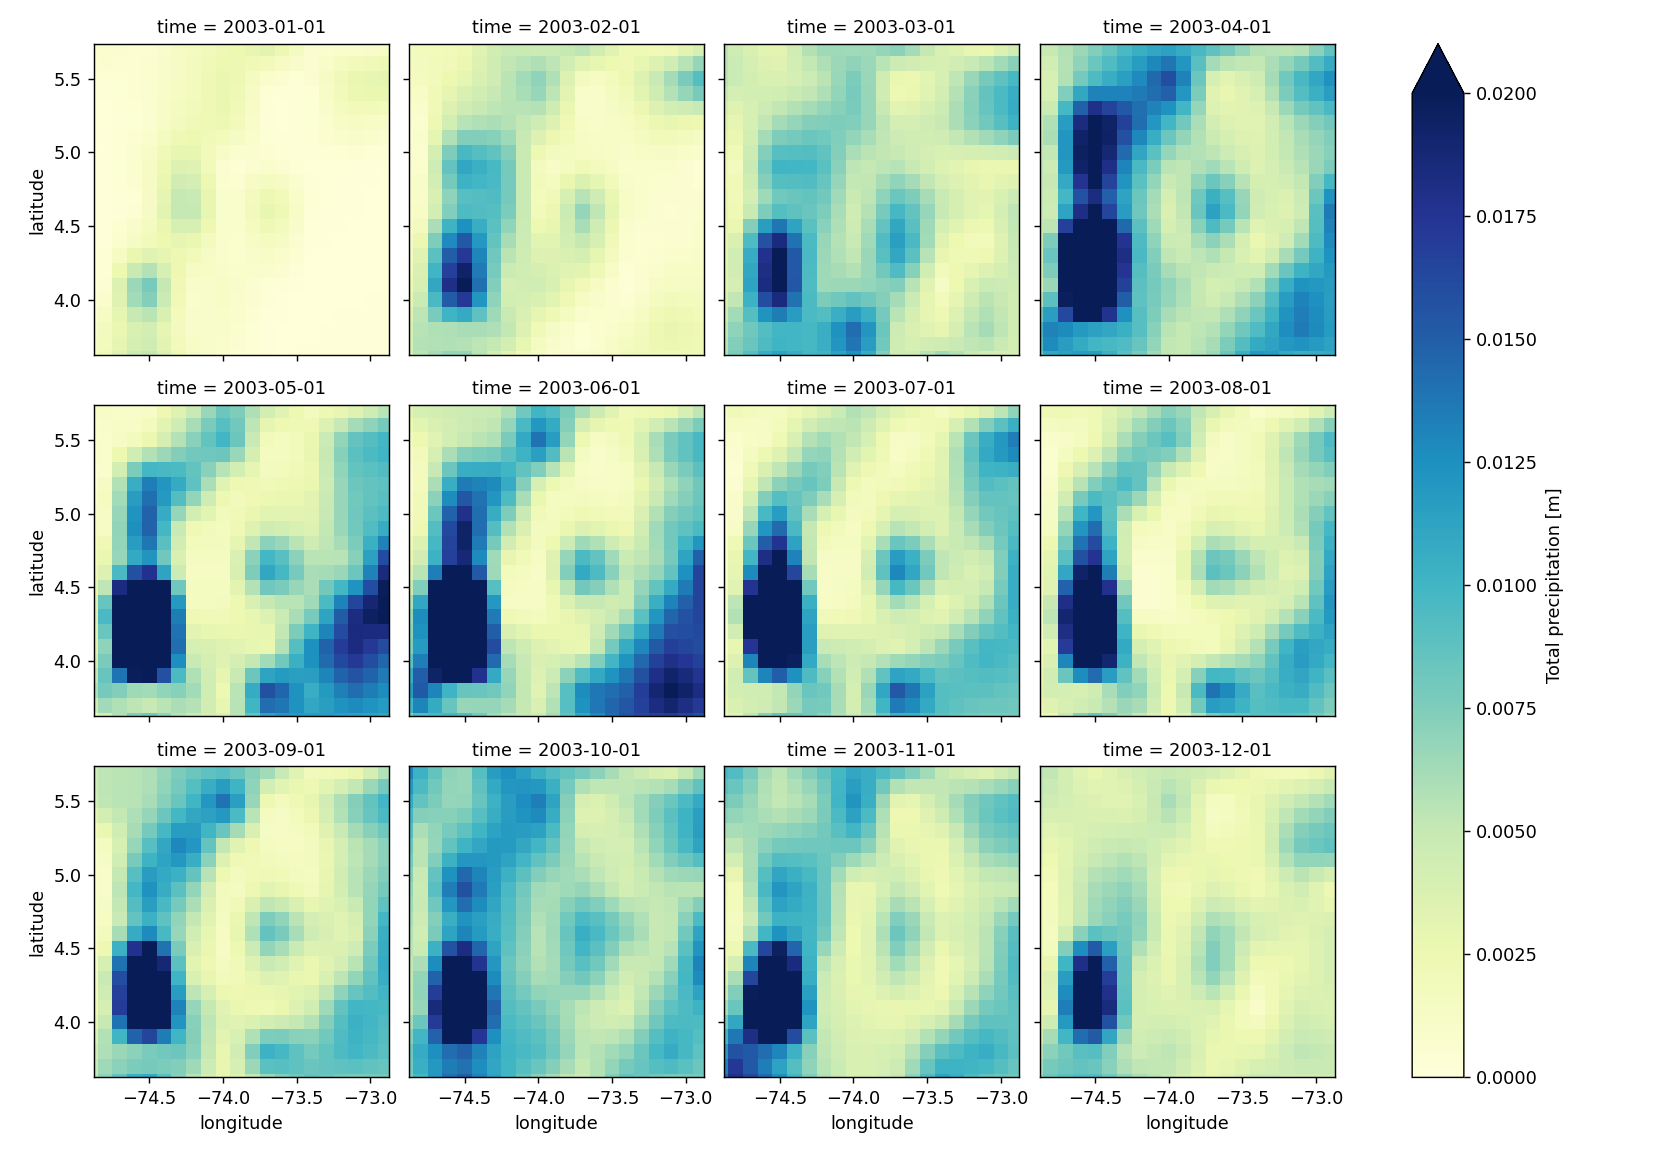 time = 2003-01-01
time = 2003-02-01
time = 2003-03-01
time = 2003-04-01
latitude
5.5
5.0
4.5
4.0
time = 2003-05-01
time = 2003-06-01
time = 2003-07-01
time = 2003-08-01
latitude
5.5
5.0
4.5
4.0
time = 2003-09-01
time = 2003-10-01
time = 2003-11-01
time = 2003-12-01
latitude
5.5
5.0
4.5
4.0
−74.5 −74.0 −73.5 −73.0
longitude
−74.5 −74.0 −73.5 −73.0
longitude
−74.5 −74.0 −73.5 −73.0
longitude
−74.5 −74.0 −73.5 −73.0
longitude
0.0200
0.0175
0.0150
0.0125
0.0100
0.0075
0.0050
0.0025
0.0000
Total precipitation [m]